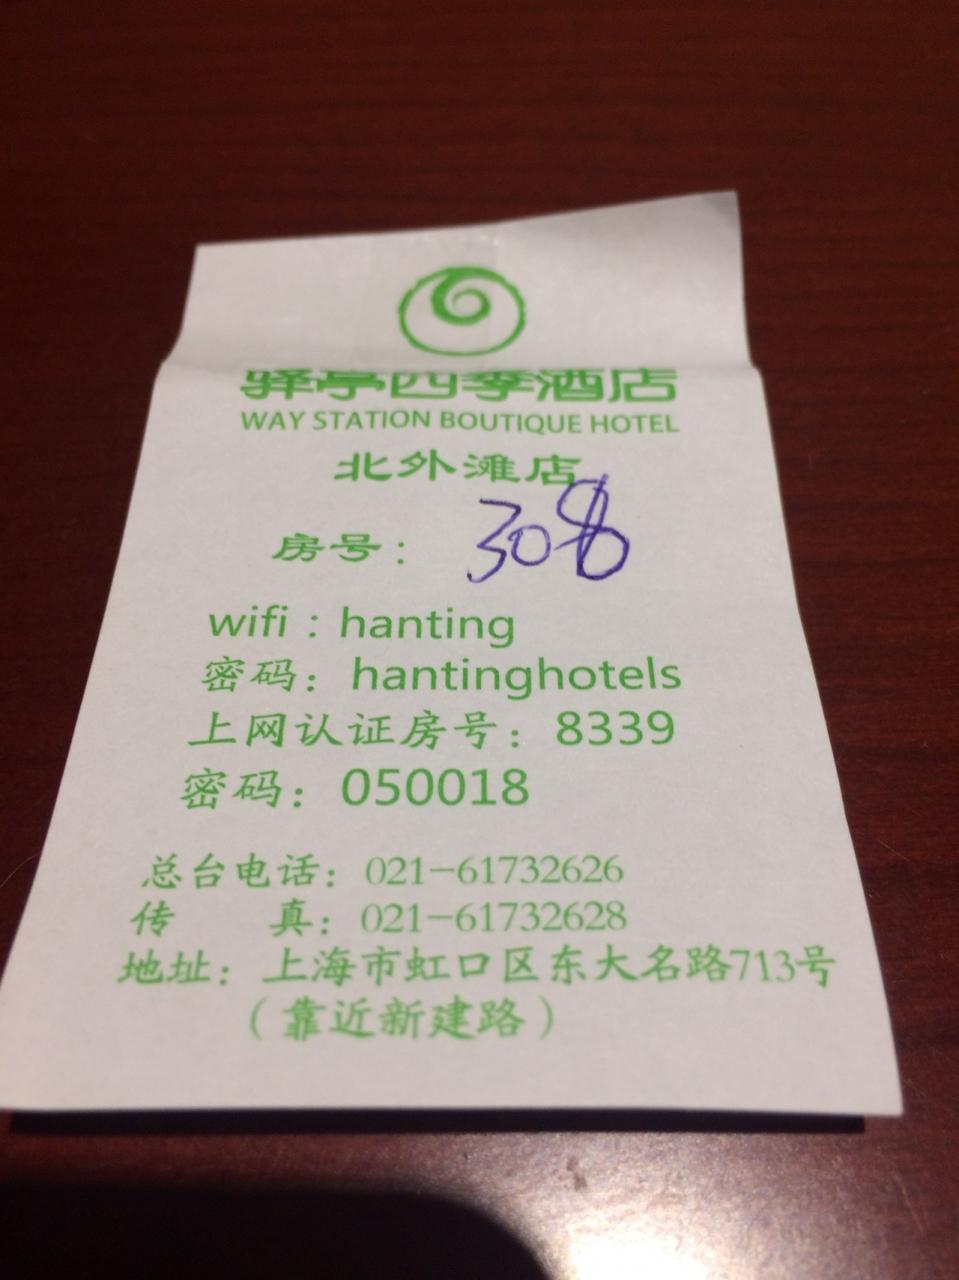 驿亭四季酒店
WAY STATION BOUTIQUE HOTEL
北外滩店
房号： 308
wifi：hanting
密码：hantinghotels
上网认证房号：8339
密码：050018
总台电话：021-61732626
传 真：021-61732628
地址：上海市虹口区东大名路713号
（靠近新建路）